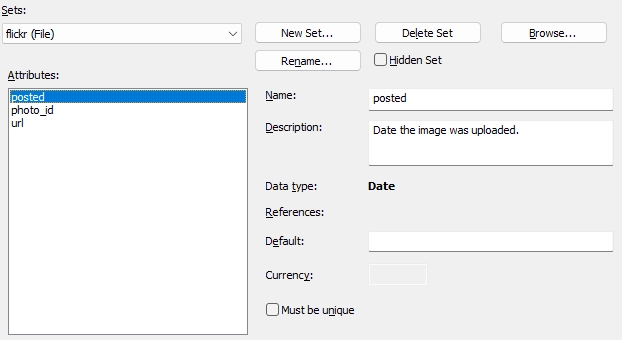 Sets:
flickr (File)
New Set...
Delete Set
Browse...
Rename...
Hidden Set
Attributes:
posted
photo_id
url
Name:
posted
Description:
Date the image was uploaded.
Data type:
Date
References:
Default:
Currency:
Must be unique